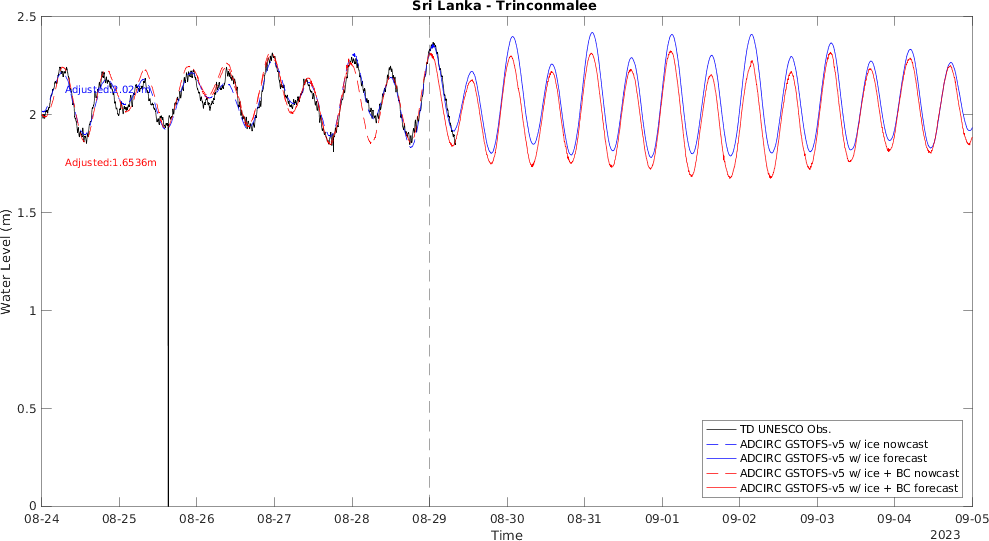 Sri Lanka - Trinconmalee
2.5
2
1.5
1
0.5
0
Water Level (m)
Adjusted:1.6536m
TD UNESCO Obs.
ADCIRC GSTOFS-v5 w/ ice nowcast
ADCIRC GSTOFS-v5 w/ ice forecast
ADCIRC GSTOFS-v5 w/ ice + BC nowcast
ADCIRC GSTOFS-v5 w/ ice + BC forecast
08-24 08-25 08-26 08-27 08-28 08-29 08-30 08-31 09-01 09-02 09-03 09-04 09-05
Time
2023